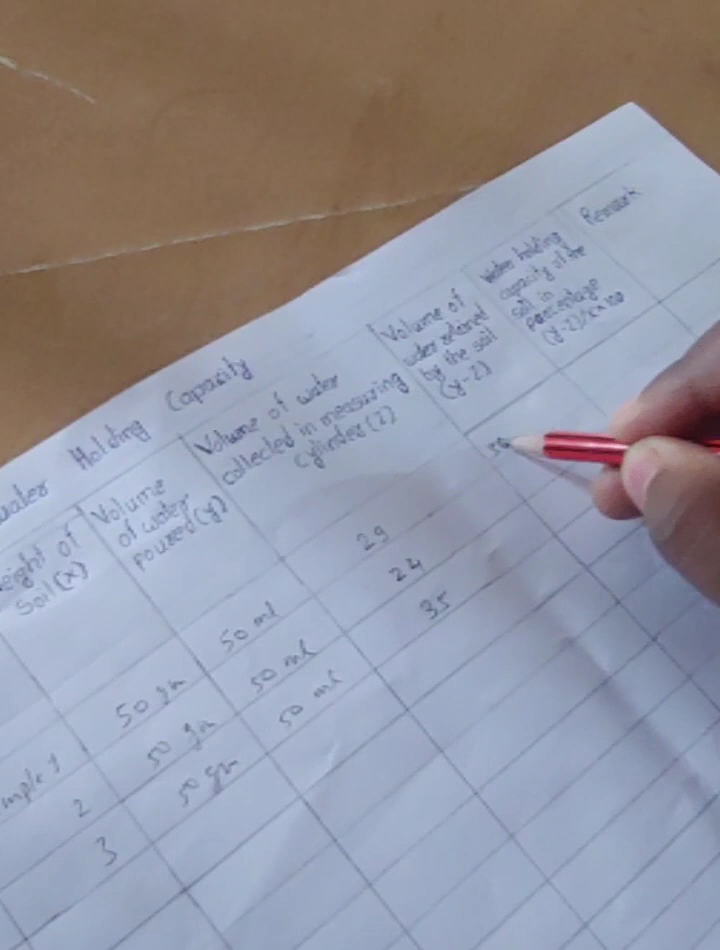 water Holding Capacity
eight of
Soil (x)
Volume
of water
poured (y)
Volume of water
collected in measuring
cylinder (z)
Volume of
water retained
by the soil
(y-z)
Water holding
capacity of the
soil in
percentage
(y-z)/x×100
Remark
mple 1 50 gm 50 ml 29 50
2 50 gm 50 ml 24
3 50 gm 50 ml 35